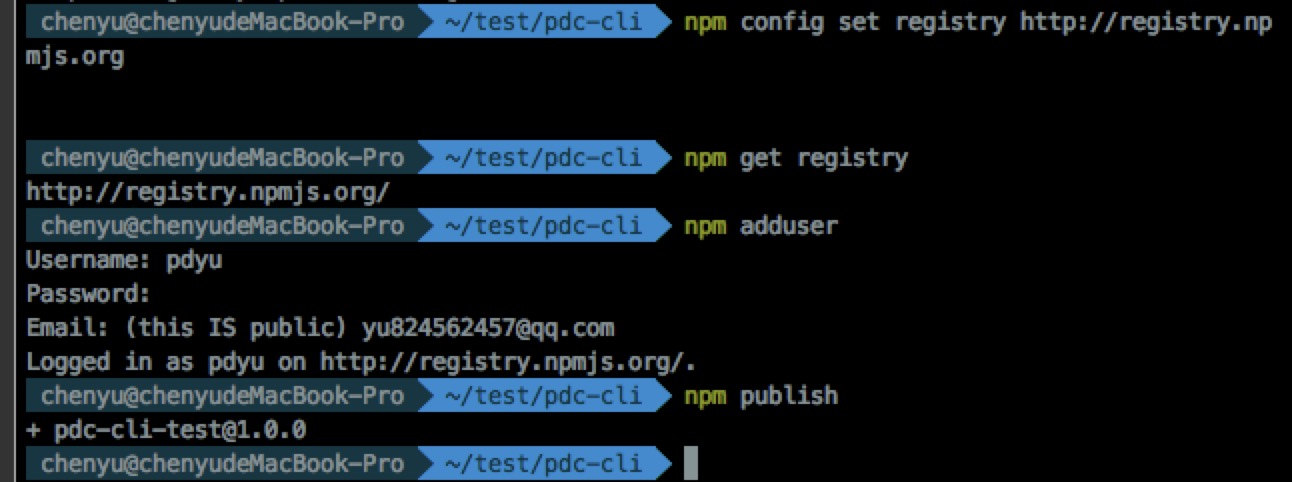 chenyu@chenyudeMacBook-Pro ~/test/pdc-cli npm config set registry http://registry.np
mjs.org
chenyu@chenyudeMacBook-Pro ~/test/pdc-cli npm get registry
http://registry.npmjs.org/
chenyu@chenyudeMacBook-Pro ~/test/pdc-cli npm adduser
Username: pdyu
Password:
Email: (this IS public) yu824562457@qq.com
Logged in as pdyu on http://registry.npmjs.org/.
chenyu@chenyudeMacBook-Pro ~/test/pdc-cli npm publish
+ pdc-cli-test@1.0.0
chenyu@chenyudeMacBook-Pro ~/test/pdc-cli